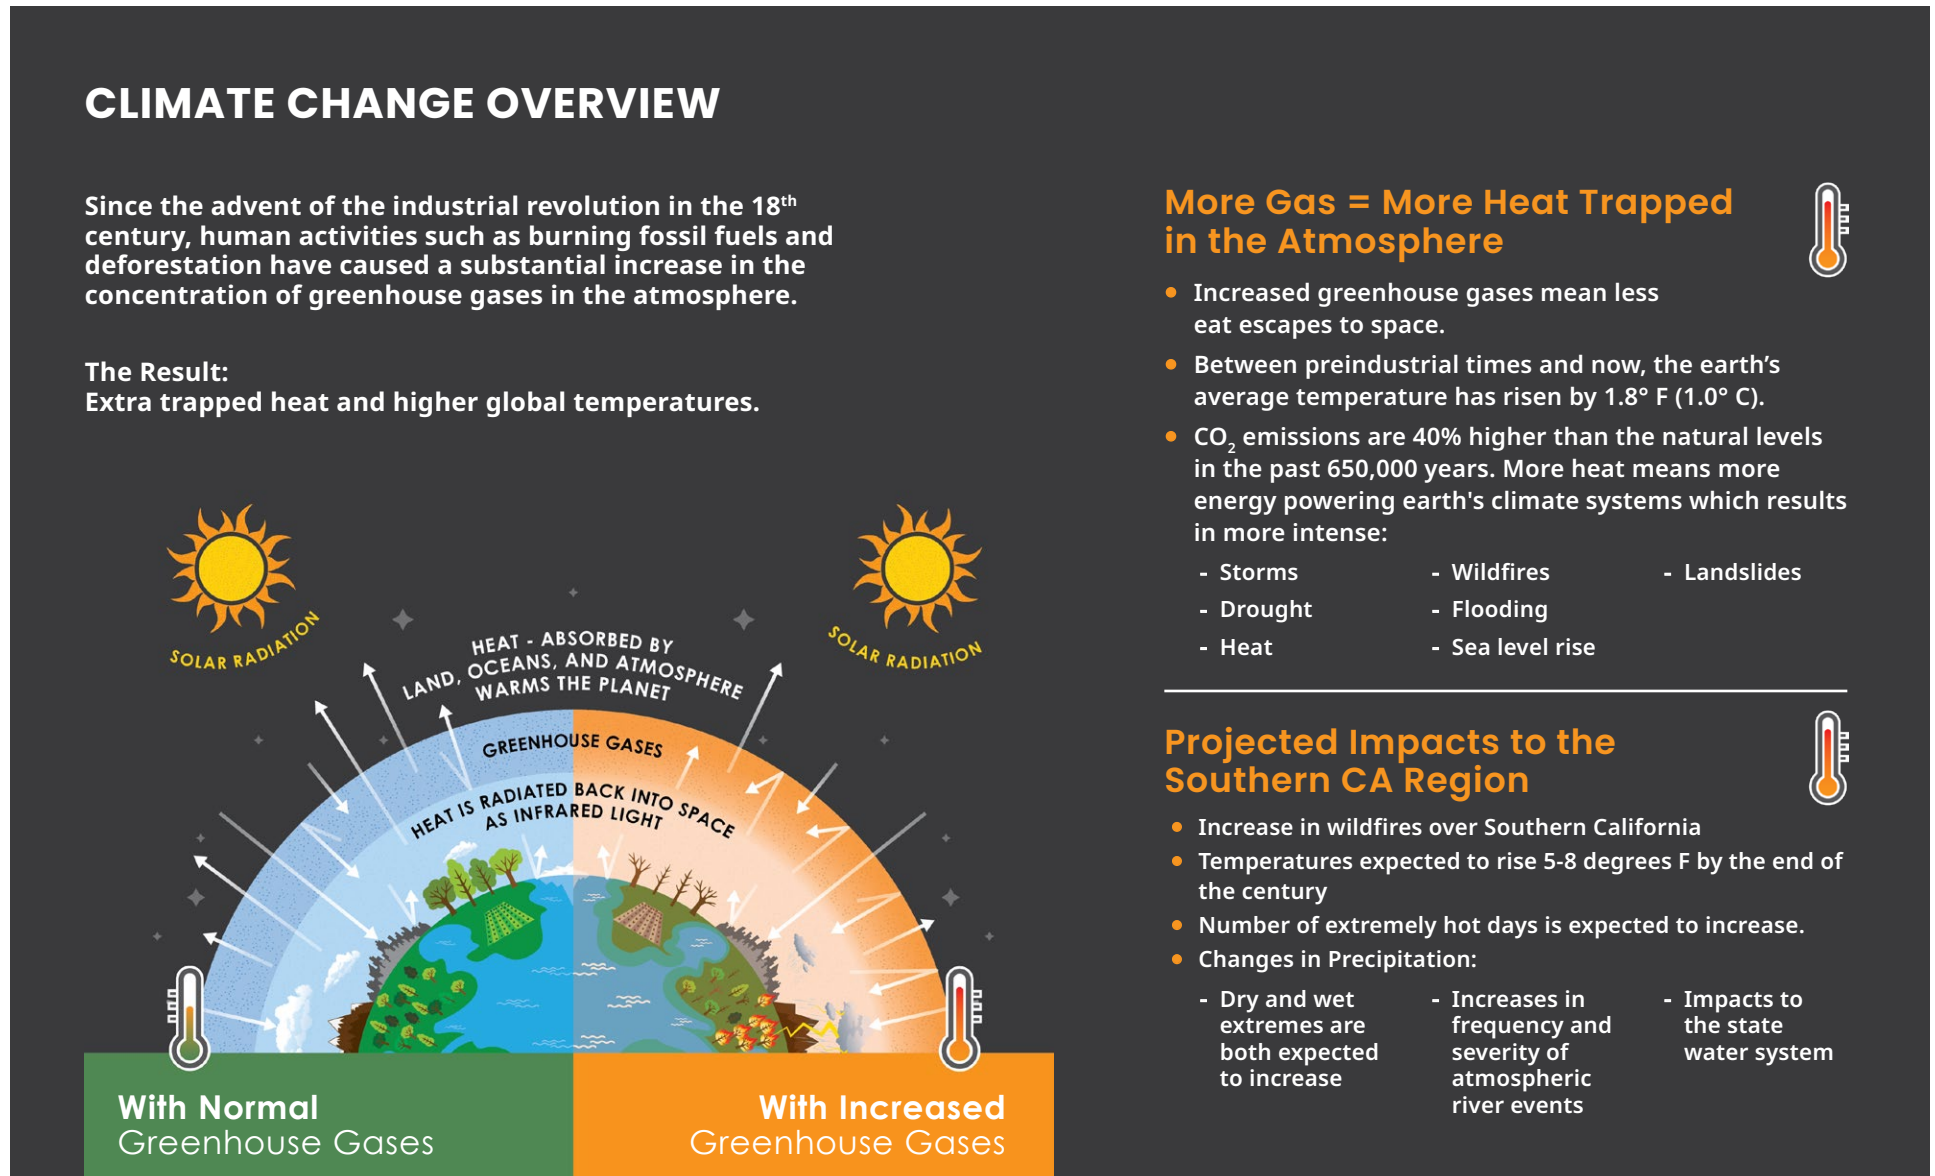 CLIMATE CHANGE OVERVIEW
Since the advent of the industrial revolution in the 18th
century, human activities such as burning fossil fuels and
deforestation have caused a substantial increase in the
concentration of greenhouse gases in the atmosphere.
The Result:
Extra trapped heat and higher global temperatures.
SOLAR RADIATION
SOLAR RADIATION
HEAT - ABSORBED BY
LAND, OCEANS, AND ATMOSPHERE
WARMS THE PLANET
GREENHOUSE GASES
HEAT IS RADIATED BACK INTO SPACE
AS INFRARED LIGHT
With Normal
Greenhouse Gases
With Increased
Greenhouse Gases
More Gas = More Heat Trapped
in the Atmosphere
• Increased greenhouse gases mean less
eat escapes to space.
• Between preindustrial times and now, the earth’s
average temperature has risen by 1.8° F (1.0° C).
• CO2 emissions are 40% higher than the natural levels
in the past 650,000 years. More heat means more
energy powering earth's climate systems which results
in more intense:
- Storms
- Drought
- Heat
- Wildfires
- Flooding
- Sea level rise
- Landslides
Projected Impacts to the
Southern CA Region
• Increase in wildfires over Southern California
• Temperatures expected to rise 5-8 degrees F by the end of
the century
• Number of extremely hot days is expected to increase.
• Changes in Precipitation:
- Dry and wet
extremes are
both expected
to increase
- Increases in
frequency and
severity of
atmospheric
river events
- Impacts to
the state
water system